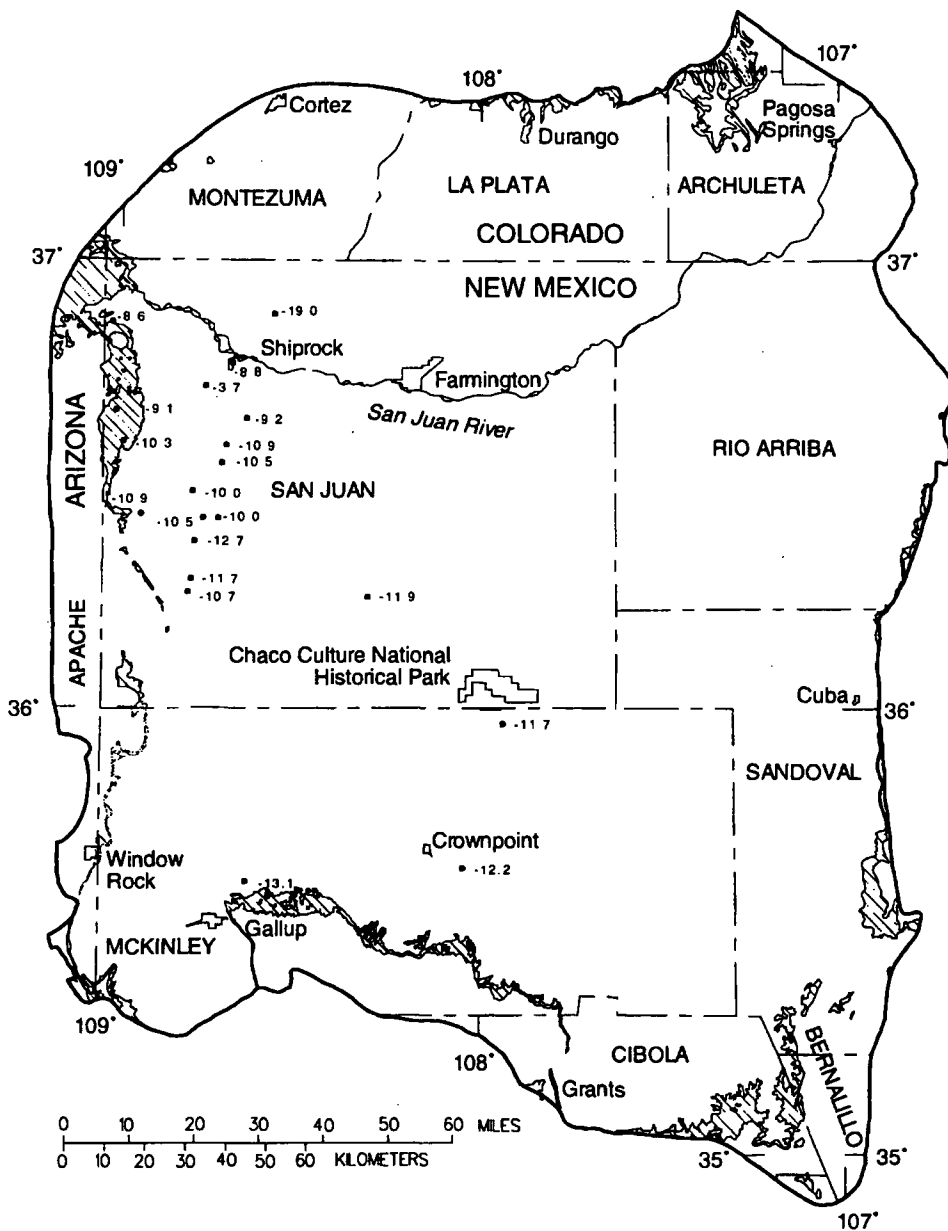 107°
108°
Cortez
Durango
Pagosa
Springs
109°
MONTEZUMA
LA PLATA
ARCHULETA
COLORADO
37°
37°
NEW MEXICO
-19 0
-8 6
Shiprock
-8 8
-3 7
Farmington
-9 1
-9 2
San Juan River
-10 3
-10 9
-10 5
ARIZONA
RIO ARRIBA
-10 0
SAN JUAN
-10 9
-10 5
-10 0
-12 7
-11 7
-10 7
-11 9
APACHE
Chaco Culture National
Historical Park
Cuba
36°
36°
-11 7
SANDOVAL
Crownpoint
Window
Rock
-12.2
-13.1
Gallup
MCKINLEY
109°
108°
CIBOLA
BERNALILLO
Grants
0 10 20 30 40 50 60 MILES
0 10 20 30 40 50 60 KILOMETERS
35°
35°
107°